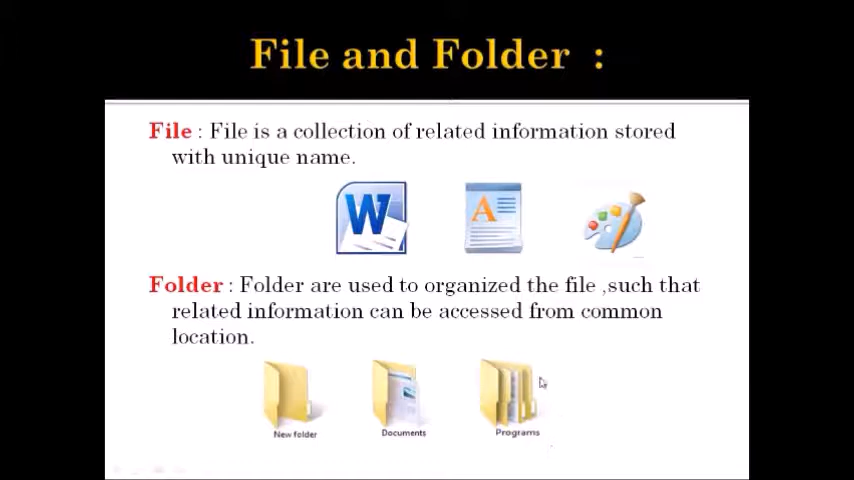 File and Folder :
File : File is a collection of related information stored
with unique name.
W
A
Folder : Folder are used to organized the file ,such that
related information can be accessed from common
location.
New folder
Documents
Programs